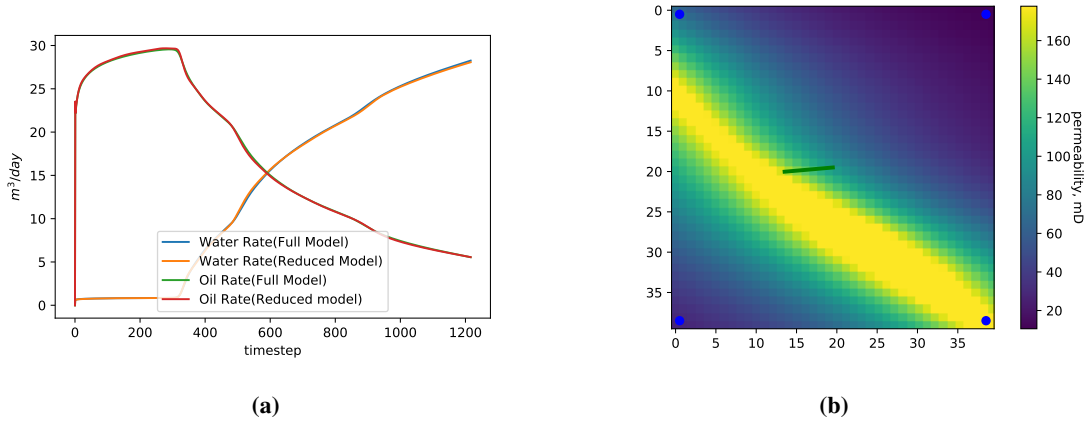 30
25
20
15
10
5
0
m³/day
Water Rate(Full Model)
Water Rate(Reduced Model)
Oil Rate(Full Model)
Oil Rate(Reduced model)
0 200 400 600 800 1000 1200
timestep
(a)
0
5
10
15
20
25
30
35
0 5 10 15 20 25 30 35
160
140
120
100
80
60
40
20
permeability, mD
(b)